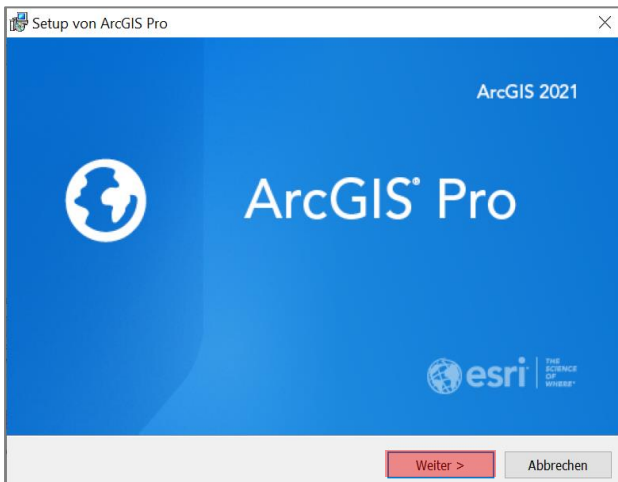 Setup von ArcGIS Pro
ArcGIS 2021
ArcGIS® Pro
esri
THE
SCIENCE
OF
WHERE®
Weiter >
Abbrechen